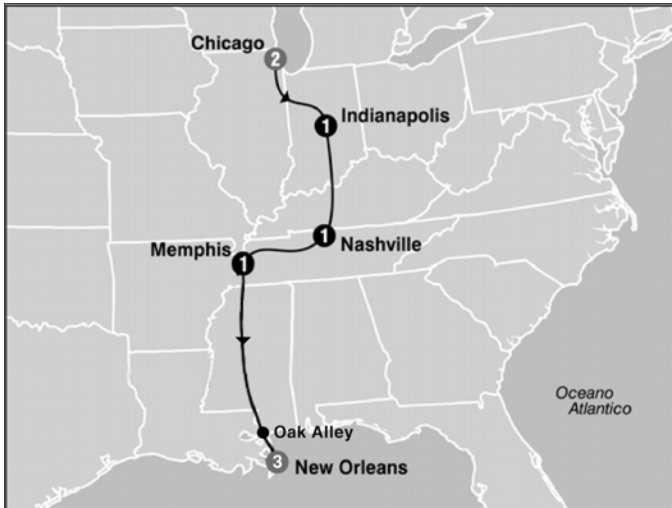 Chicago
2
1
Indianapolis
1
Nashville
Memphis
1
Oceano
Atlantico
Oak Alley
3
New Orleans